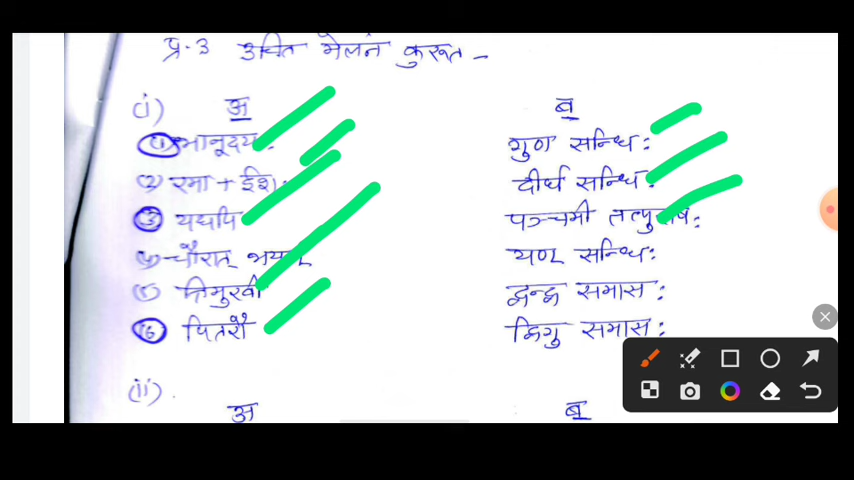 प्र.3 उचित मेलनं कुरुत -
(i) अ ब
(1) भानूदयः गुण सन्धिः
(2) रमा + ईशः दीर्घ सन्धिः
(3) यद्यपि पञ्चमी तत्पुरुषः
(4) चौरात् भयम् यण् सन्धिः
(5) त्रिमुखी द्वन्द्व समासः
(6) पितरौ द्विगु समासः
(ii)
अ ब